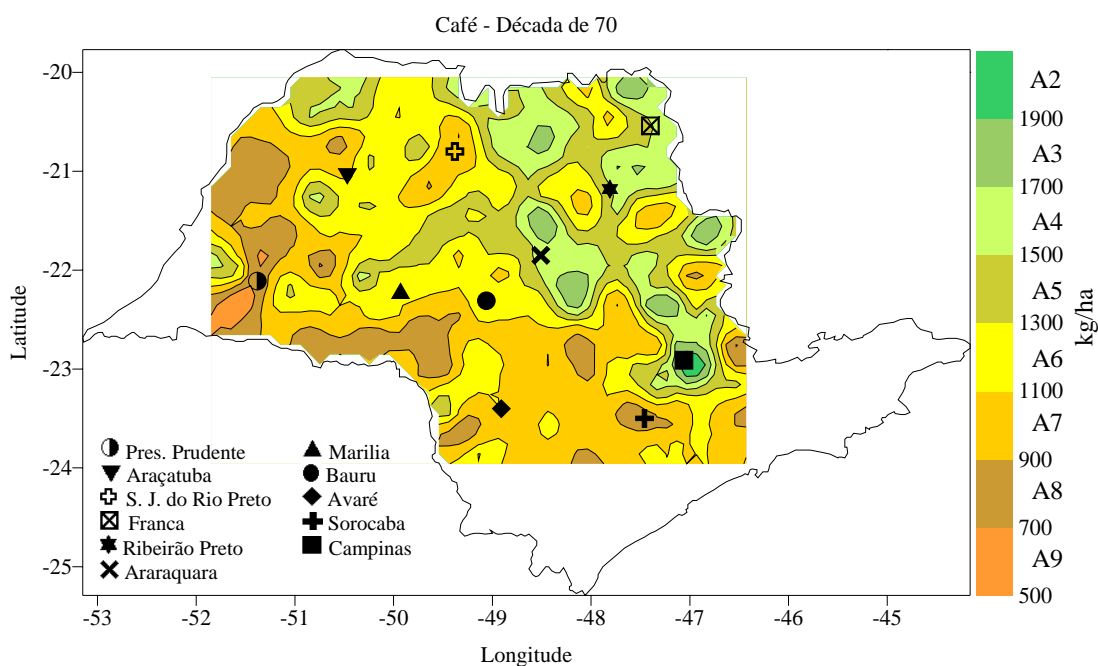 Café - Década de 70
Latitude
-20
-21
-22
-23
-24
-25
Pres. Prudente
Araçatuba
S. J. do Rio Preto
Franca
Ribeirão Preto
Araraquara
Marilia
Bauru
Avaré
Sorocaba
Campinas
-53 -52 -51 -50 -49 -48 -47 -46 -45
Longitude
A2
1900
A3
1700
A4
1500
A5
1300
A6
1100
A7
900
A8
700
A9
500
kg/ha